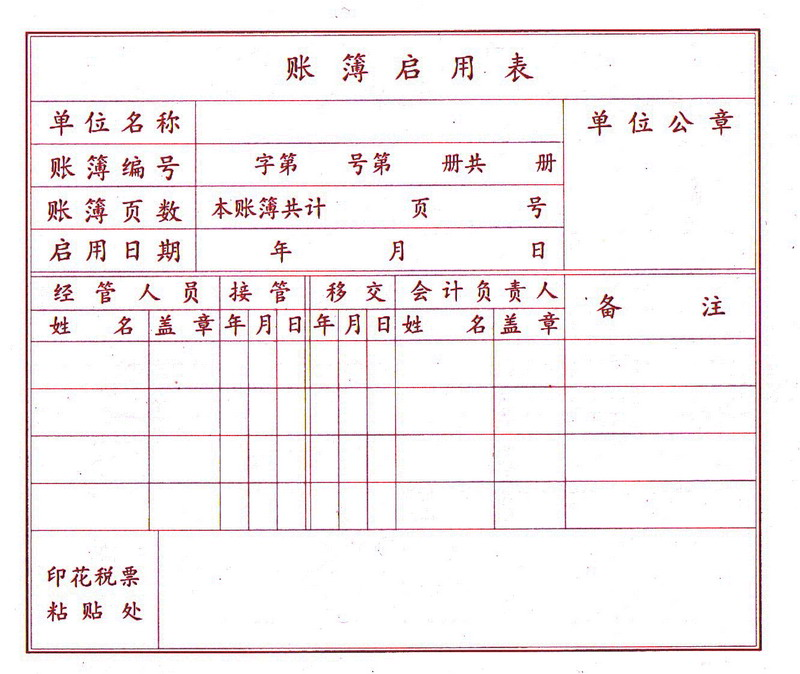 账簿启用表
单位名称
单位公章
账簿编号 字第 号第 册共 册
账簿页数 本账簿共计 页 号
启用日期 年 月 日
经管人员 接管 移交 会计负责人 备注
姓名 盖章 年 月 日 年 月 日 姓名 盖章
印花税票
粘贴处